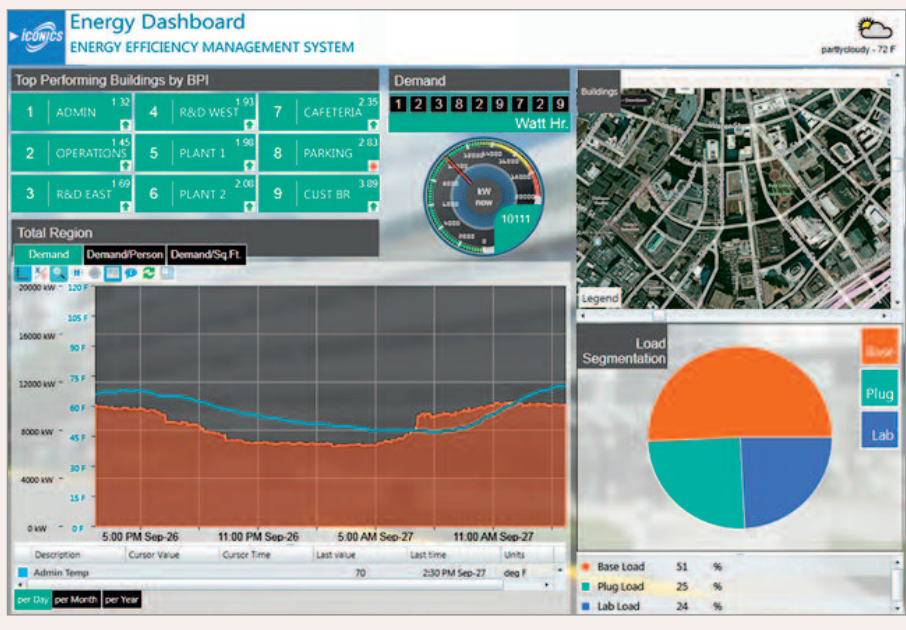 ICONICS
Energy Dashboard
ENERGY EFFICIENCY MANAGEMENT SYSTEM
partlycloudy - 72 F
Top Performing Buildings by BPI
1 ADMIN 1.32
4 R&D WEST 1.93
7 CAFETERIA 2.35
2 OPERATIONS 1.45
5 PLANT 1 1.98
8 PARKING 2.83
3 R&D EAST 1.69
6 PLANT 2 2.08
9 CUST BR 3.89
Demand
1 2 3 8 2 9 7 2 9
Watt Hr.
kW
now
10111
Buildings
Legend
Total Region
Demand Demand/Person Demand/Sq.Ft.
20000 kW 120 F
105 F
16000 kW
90 F
12000 kW 75 F
60 F
8000 kW
45 F
30 F
4000 kW
15 F
0 kW 0 F
5:00 PM Sep-26 11:00 PM Sep-26 5:00 AM Sep-27 11:00 AM Sep-27
Description Cursor Value Cursor Time Last value Last time Units
Admin Temp 70 2:30 PM Sep-27 deg F
per Day per Month per Year
Load
Segmentation
Base
Plug
Lab
Base Load 51 %
Plug Load 25 %
Lab Load 24 %